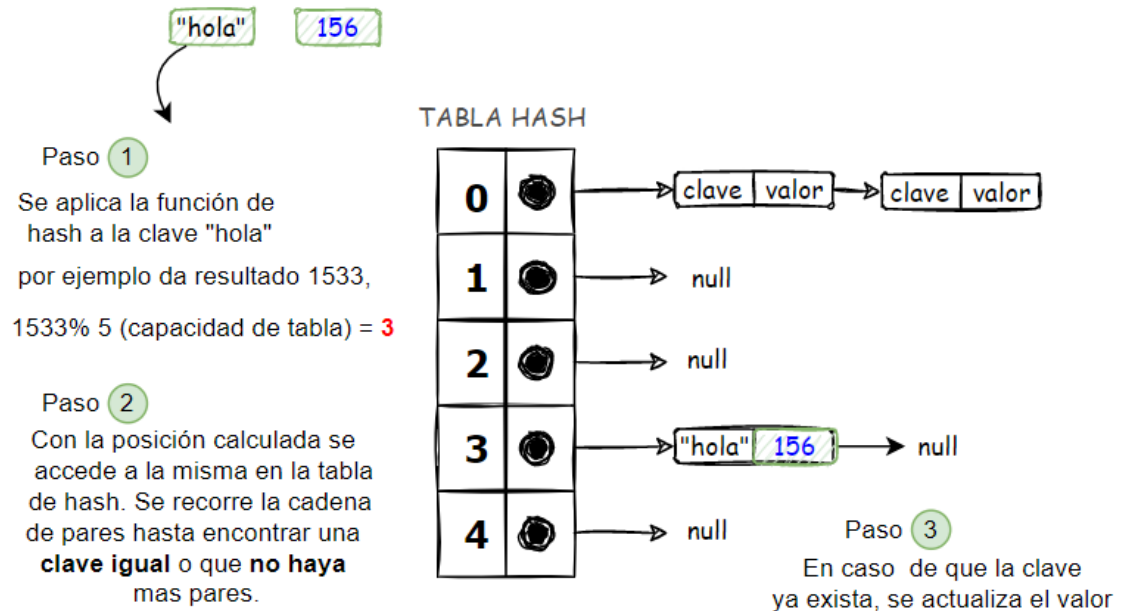 "hola" 156
Paso 1
Se aplica la función de
hash a la clave "hola"
por ejemplo da resultado 1533,
1533% 5 (capacidad de tabla) = 3
Paso 2
Con la posición calculada se
accede a la misma en la tabla
de hash. Se recorre la cadena
de pares hasta encontrar una
clave igual o que no haya
mas pares.
TABLA HASH
0 clave valor clave valor
1 null
2 null
3 "hola" 156 null
4 null
Paso 3
En caso de que la clave
ya exista, se actualiza el valor